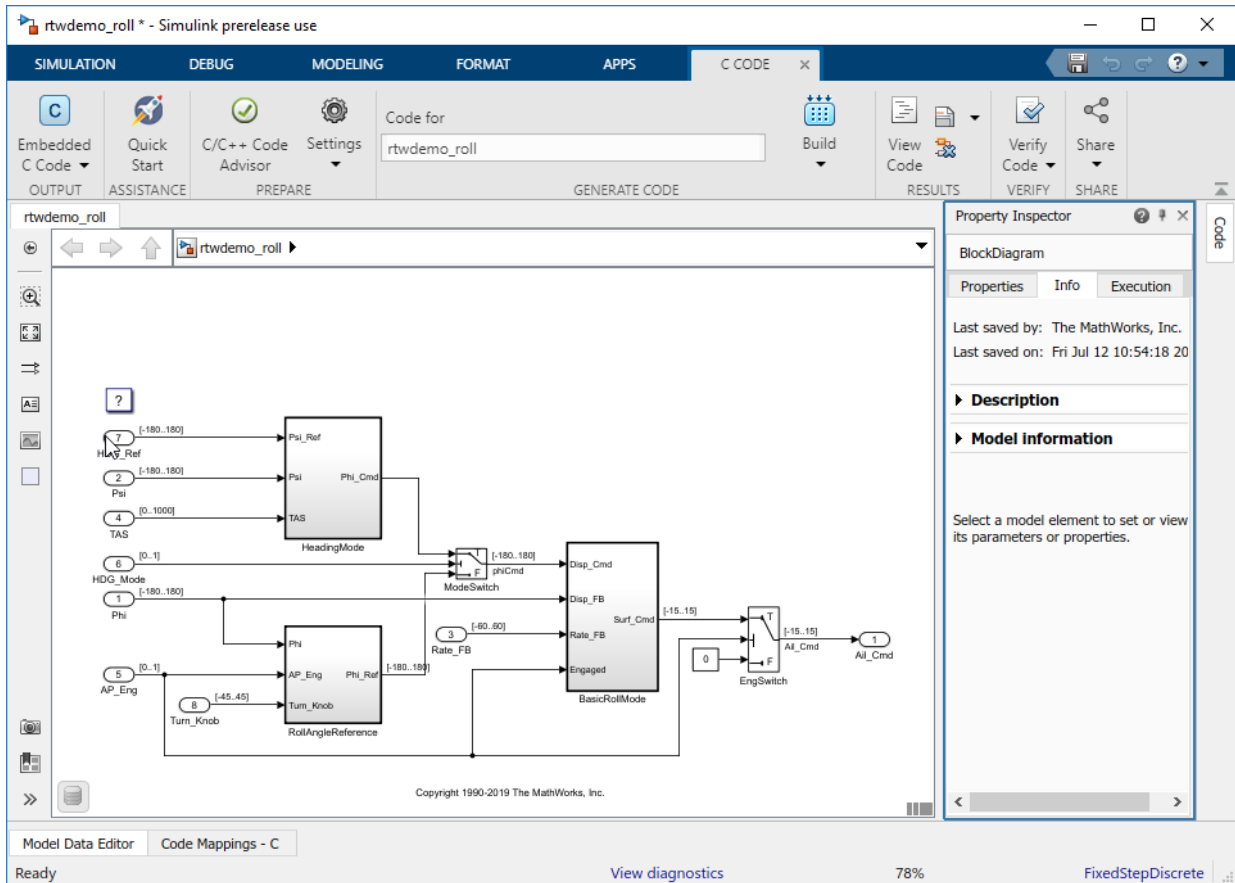 rtwdemo_roll * - Simulink prerelease use
SIMULATION DEBUG MODELING FORMAT APPS C CODE
C
Embedded C Code
Quick Start
C/C++ Code Advisor
Settings
Code for
rtwdemo_roll
Build
View Code
Verify Code
Share
OUTPUT ASSISTANCE PREPARE GENERATE CODE RESULTS VERIFY SHARE
rtwdemo_roll
rtwdemo_roll
Property Inspector
BlockDiagram
Properties Info Execution
Last saved by: The MathWorks, Inc.
Last saved on: Fri Jul 12 10:54:18 20
Description
Model information
Select a model element to set or view
its parameters or properties.
Code
?
7 [-180..180] Psi_Ref
2 [-180..180] Psi Phi_Cmd
Psi
4 [0..1000] TAS
TAS
HeadingMode
6 [0..1]
HDG_Mode
T F [-180..180]
phiCmd
ModeSwitch
1 [-180..180]
Phi
Disp_Cmd
Disp_FB
Surf_Cmd [-15..15]
3 [-60..60] Rate_FB
Rate_FB
Engaged
BasicRollMode
Phi
5 [0..1] AP_Eng Phi_Ref [-180..180]
AP_Eng
8 [-45..45] Turn_Knob
Turn_Knob
RollAngleReference
0
T F [-15..15]
Ail_Cmd
EngSwitch
1
Ail_Cmd
Copyright 1990-2019 The MathWorks, Inc.
Model Data Editor Code Mappings - C
Ready View diagnostics 78% FixedStepDiscrete